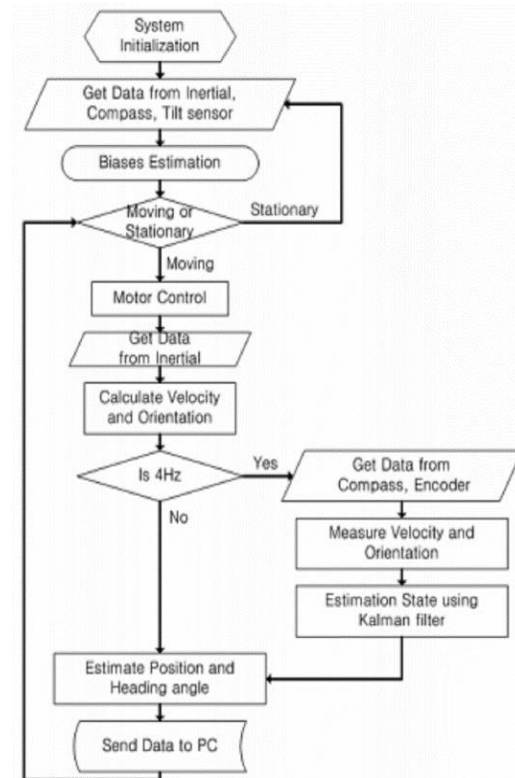 System
Initialization
Get Data from Inertial,
Compass, Tilt sensor
Biases Estimation
Moving or
Stationary
Stationary
Moving
Motor Control
Get Data
from Inertial
Calculate Velocity
and Orientation
Is 4Hz
Yes
Get Data from
Compass, Encoder
No
Measure Velocity and
Orientation
Estimation State using
Kalman filter
Estimate Position and
Heading angle
Send Data to PC